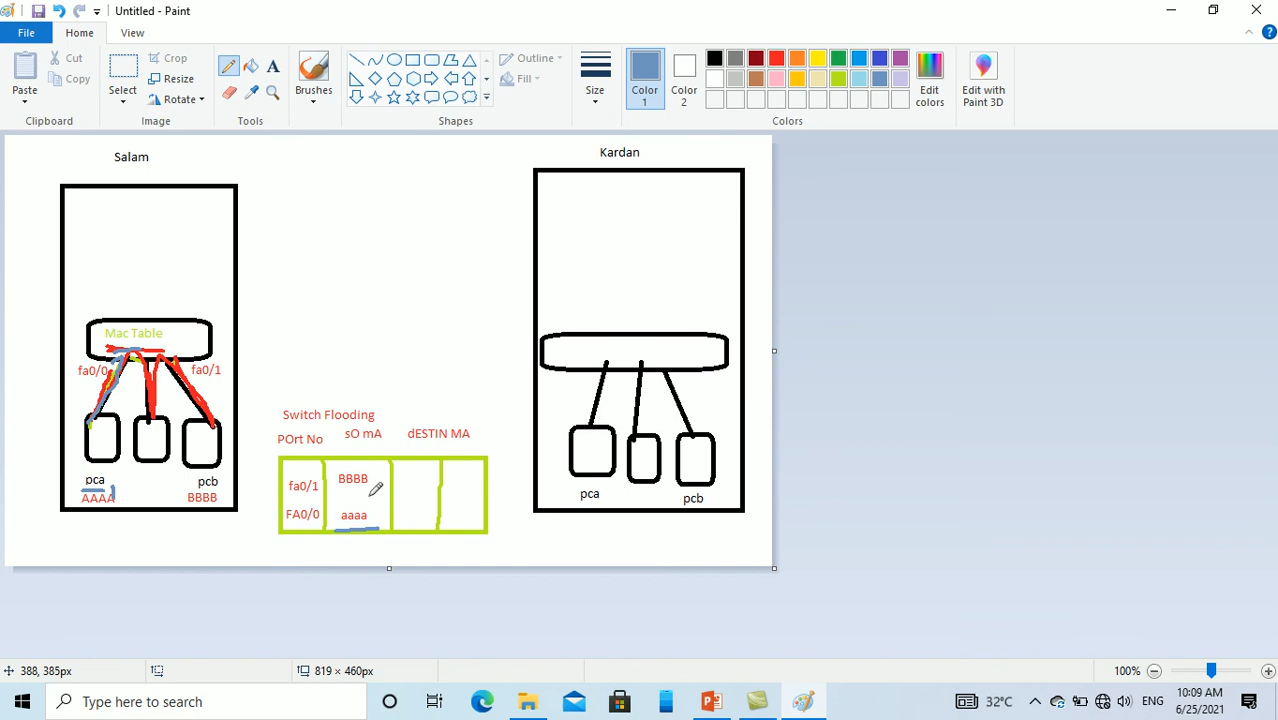 Untitled - Paint
File
Home
View
Paste
Cut
Copy
Clipboard
Select
Crop
Resize
Rotate
Image
Tools
Brushes
Shapes
Outline
Fill
Size
Color 1
Color 2
Colors
Edit colors
Edit with Paint 3D
Salam
Kardan
Mac Table
fa0/0
fa0/1
pca
pcb
AAAA
BBBB
Switch Flooding
POrt No
sO mA
dESTIN MA
fa0/1
BBBB
FA0/0
aaaa
pca
pcb
388, 385px
819 × 460px
100%
Type here to search
32°C
ENG
10:09 AM
6/25/2021